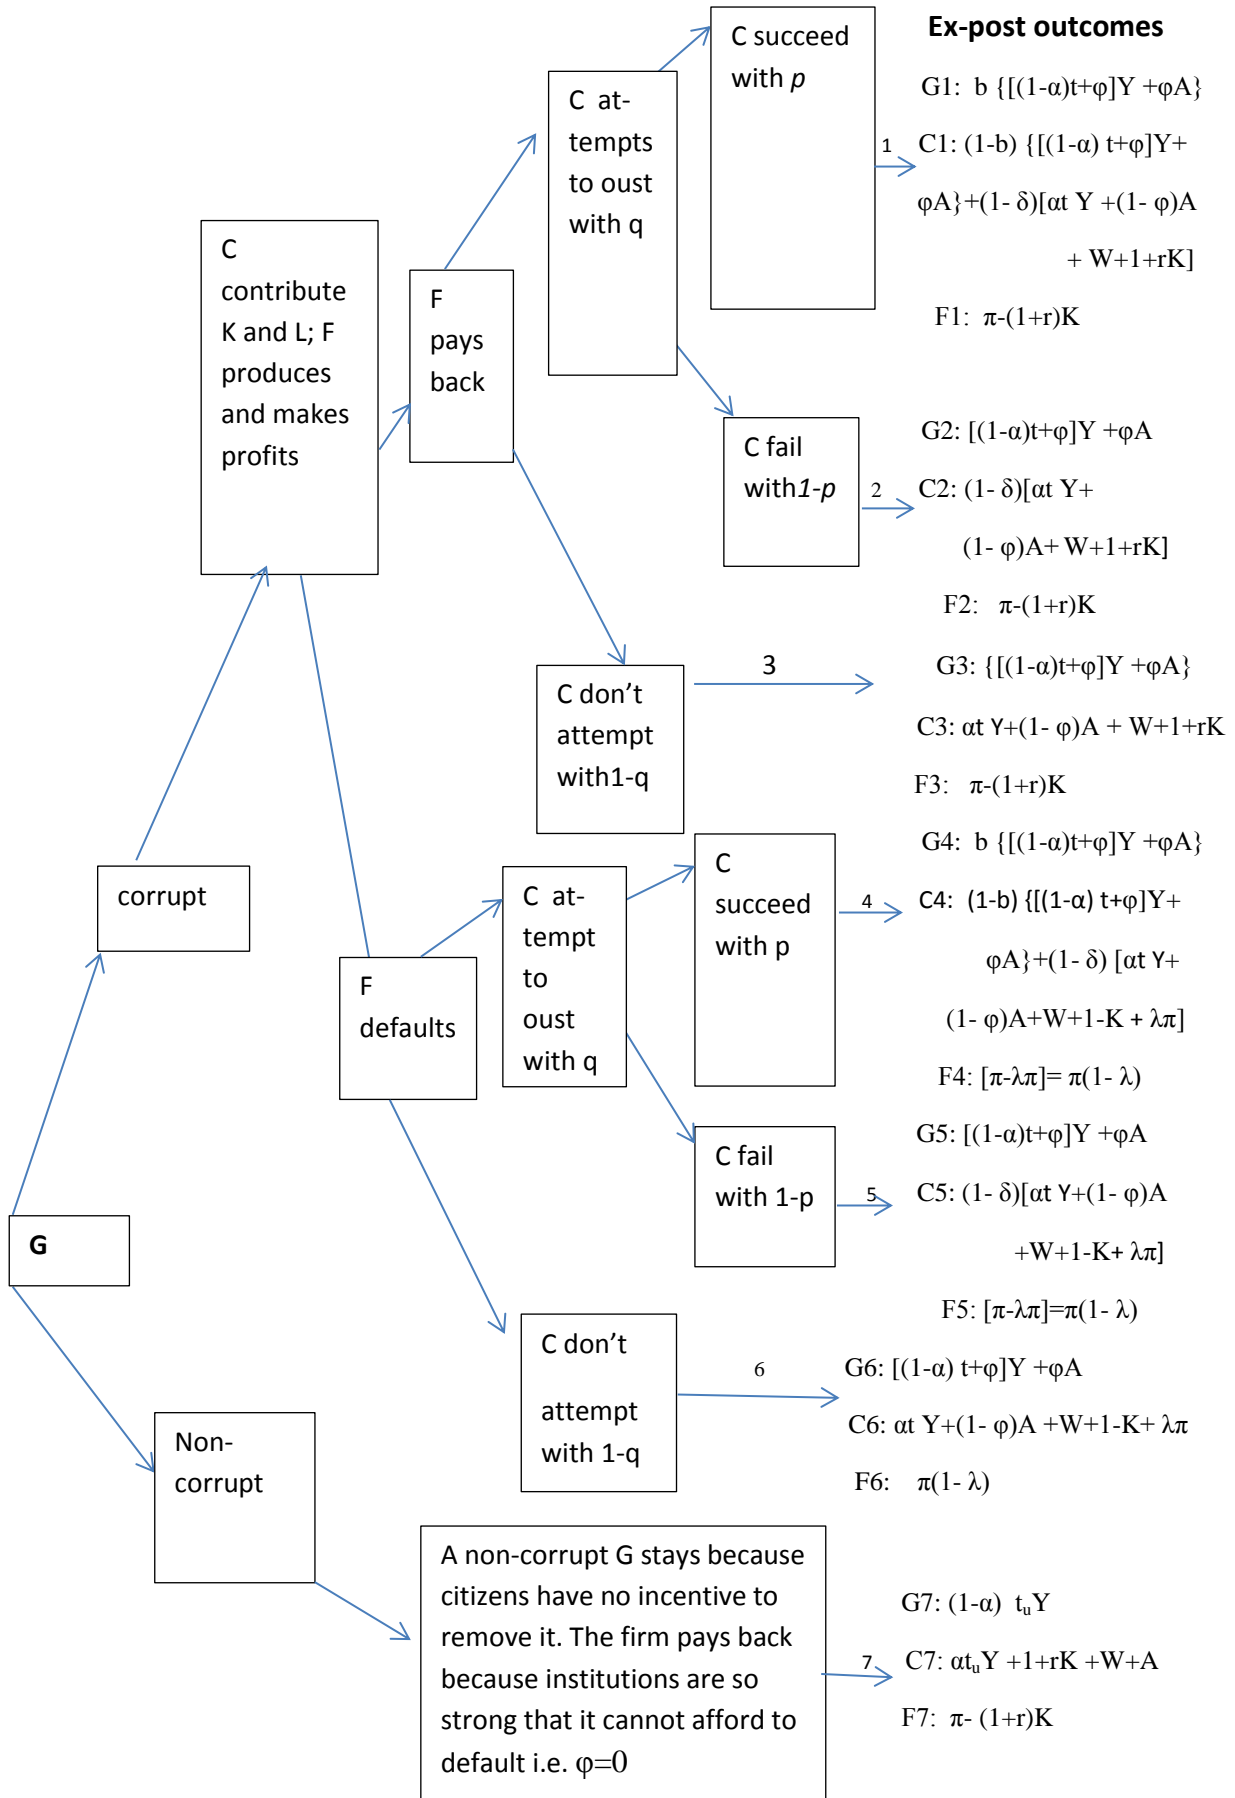 Ex-post outcomes
C succeed
with p
G1: b {[(1-α)t+φ]Y +φA}
1
C1: (1-b) {[(1-α) t+φ]Y+
φA}+(1- δ)[αt Y +(1- φ)A
+ W+1+rK]
F1: π-(1+r)K
C at-
tempts
to oust
with q
C
contribute
K and L; F
produces
and makes
profits
F
pays
back
C fail
with1-p
2
G2: [(1-α)t+φ]Y +φA
C2: (1- δ)[αt Y+
(1- φ)A+ W+1+rK]
F2: π-(1+r)K
C don’t
attempt
with1-q
3
G3: {[(1-α)t+φ]Y +φA}
C3: αt Y+(1- φ)A + W+1+rK
F3: π-(1+r)K
corrupt
F
defaults
C at-
tempt
to
oust
with q
C
succeed
with p
4
G4: b {[(1-α)t+φ]Y +φA}
C4: (1-b) {[(1-α) t+φ]Y+
φA}+(1- δ) [αt Y+
(1- φ)A+W+1-K + λπ]
F4: [π-λπ]= π(1- λ)
C fail
with 1-p
5
G5: [(1-α)t+φ]Y +φA
C5: (1- δ)[αt Y+(1- φ)A
+W+1-K+ λπ]
F5: [π-λπ]=π(1- λ)
G
C don’t
attempt
with 1-q
6
G6: [(1-α) t+φ]Y +φA
C6: αt Y+(1- φ)A +W+1-K+ λπ
F6: π(1- λ)
Non-
corrupt
A non-corrupt G stays because
citizens have no incentive to
remove it. The firm pays back
because institutions are so
strong that it cannot afford to
default i.e. φ=0
7
G7: (1-α) tᵤY
C7: αtᵤY +1+rK +W+A
F7: π- (1+r)K